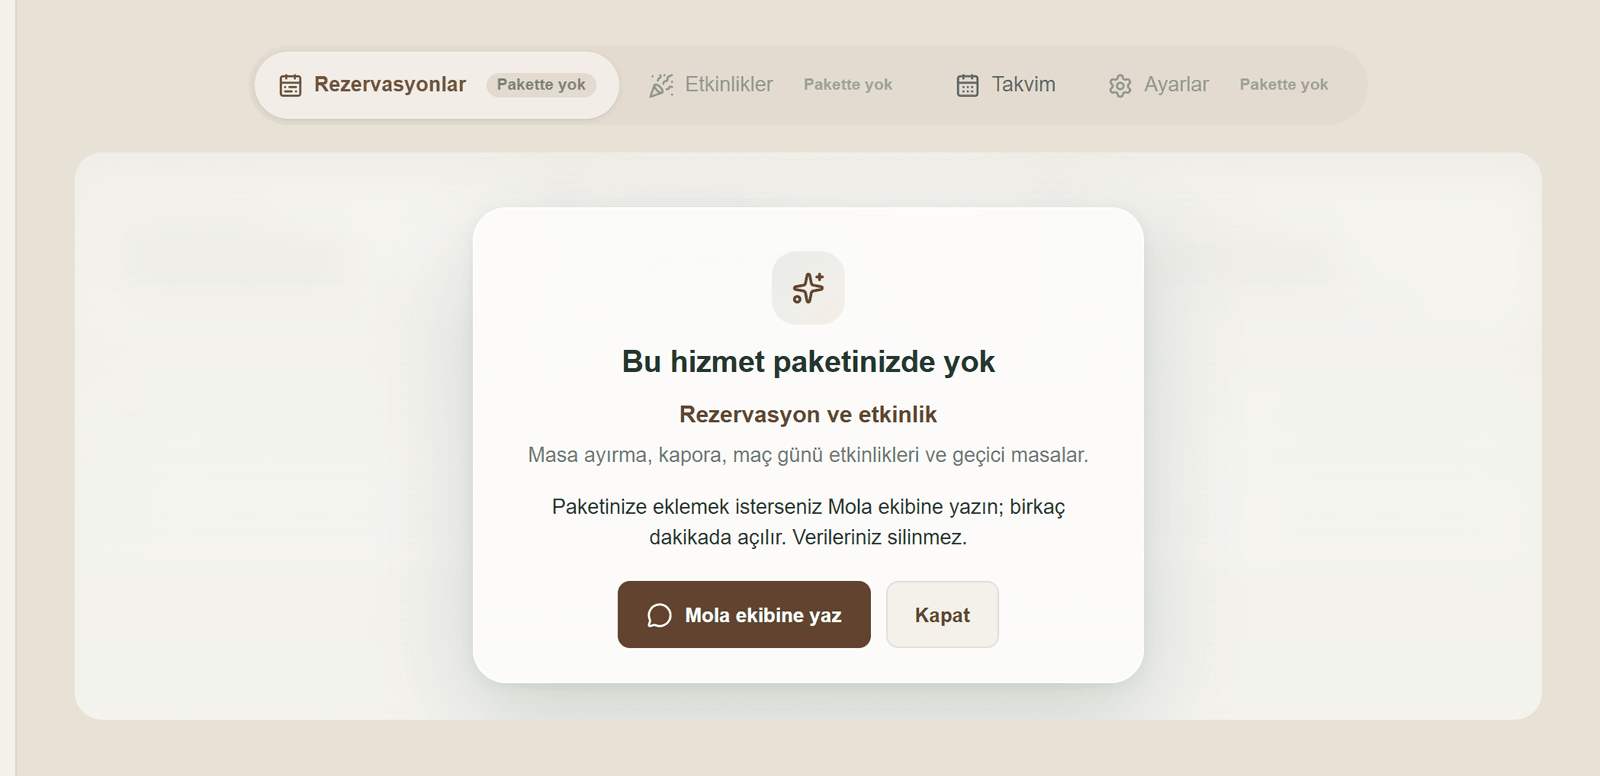 Rezervasyonlar Pakette yok Etkinlikler Pakette yok Takvim Ayarlar Pakette yok
Bu hizmet paketinizde yok
Rezervasyon ve etkinlik
Masa ayırma, kapora, maç günü etkinlikleri ve geçici masalar.
Paketinize eklemek isterseniz Mola ekibine yazın; birkaç
dakikada açılır. Verileriniz silinmez.
Mola ekibine yaz Kapat